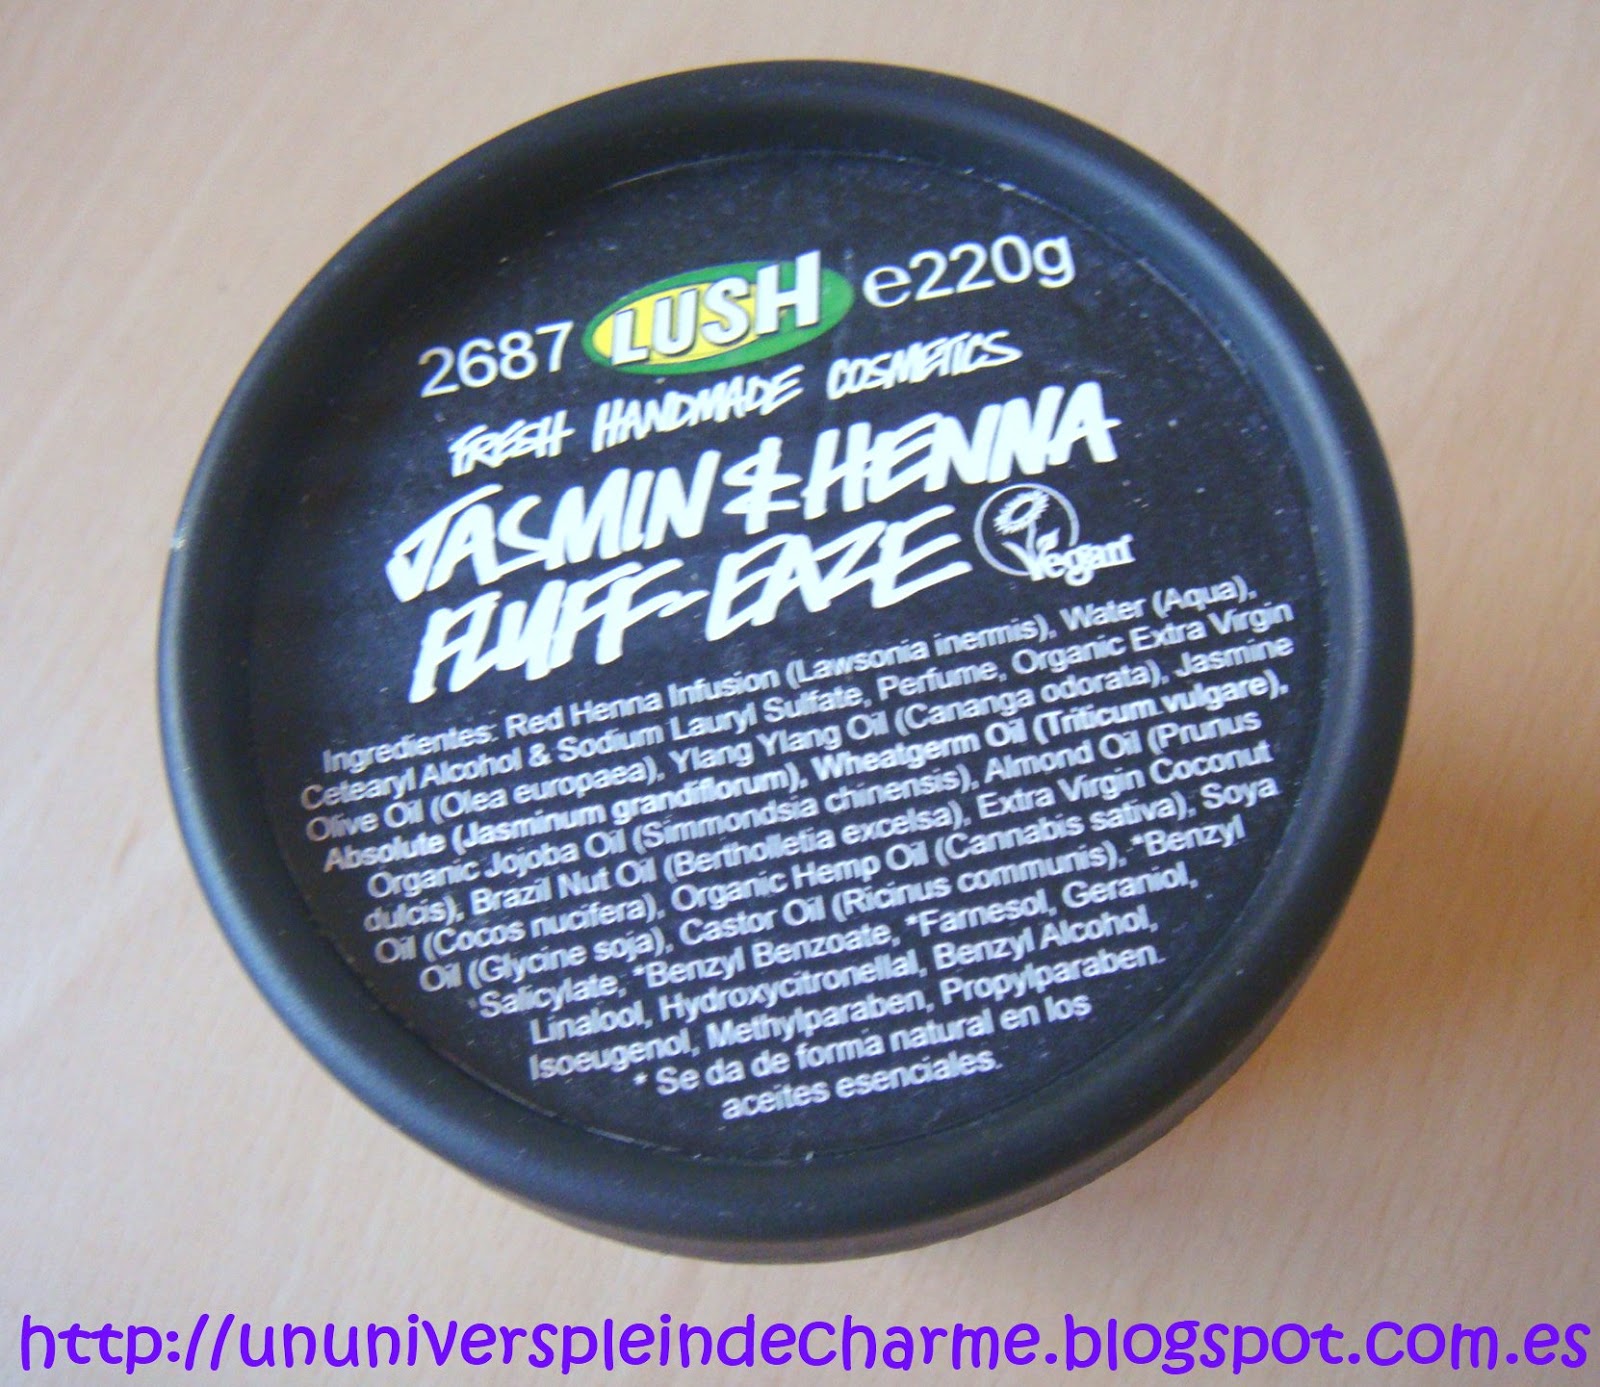 2687 LUSH e220g
FRESH HANDMADE COSMETICS
JASMIN & HENNA
FLUFF-EAZE Vegan
Ingredientes: Red Henna Infusion (Lawsonia inermis), Water (Aqua),
Cetearyl Alcohol & Sodium Lauryl Sulfate, Perfume, Organic Extra Virgin
Olive Oil (Olea europaea), Ylang Ylang Oil (Cananga odorata), Jasmine
Absolute (Jasminum grandiflorum), Wheatgerm Oil (Triticum vulgare),
Organic Jojoba Oil (Simmondsia chinensis), Almond Oil (Prunus
dulcis), Brazil Nut Oil (Bertholletia excelsa), Extra Virgin Coconut
Oil (Cocos nucifera), Organic Hemp Oil (Cannabis sativa), Soya
Oil (Glycine soja), Castor Oil (Ricinus communis), *Benzyl
*Salicylate, *Benzyl Benzoate, *Farnesol, Geraniol,
Linalool, Hydroxycitronellal, Benzyl Alcohol,
Isoeugenol, Methylparaben, Propylparaben.
* Se da de forma natural en los
aceites esenciales.
http://ununiverspleindecharme.blogspot.com.es